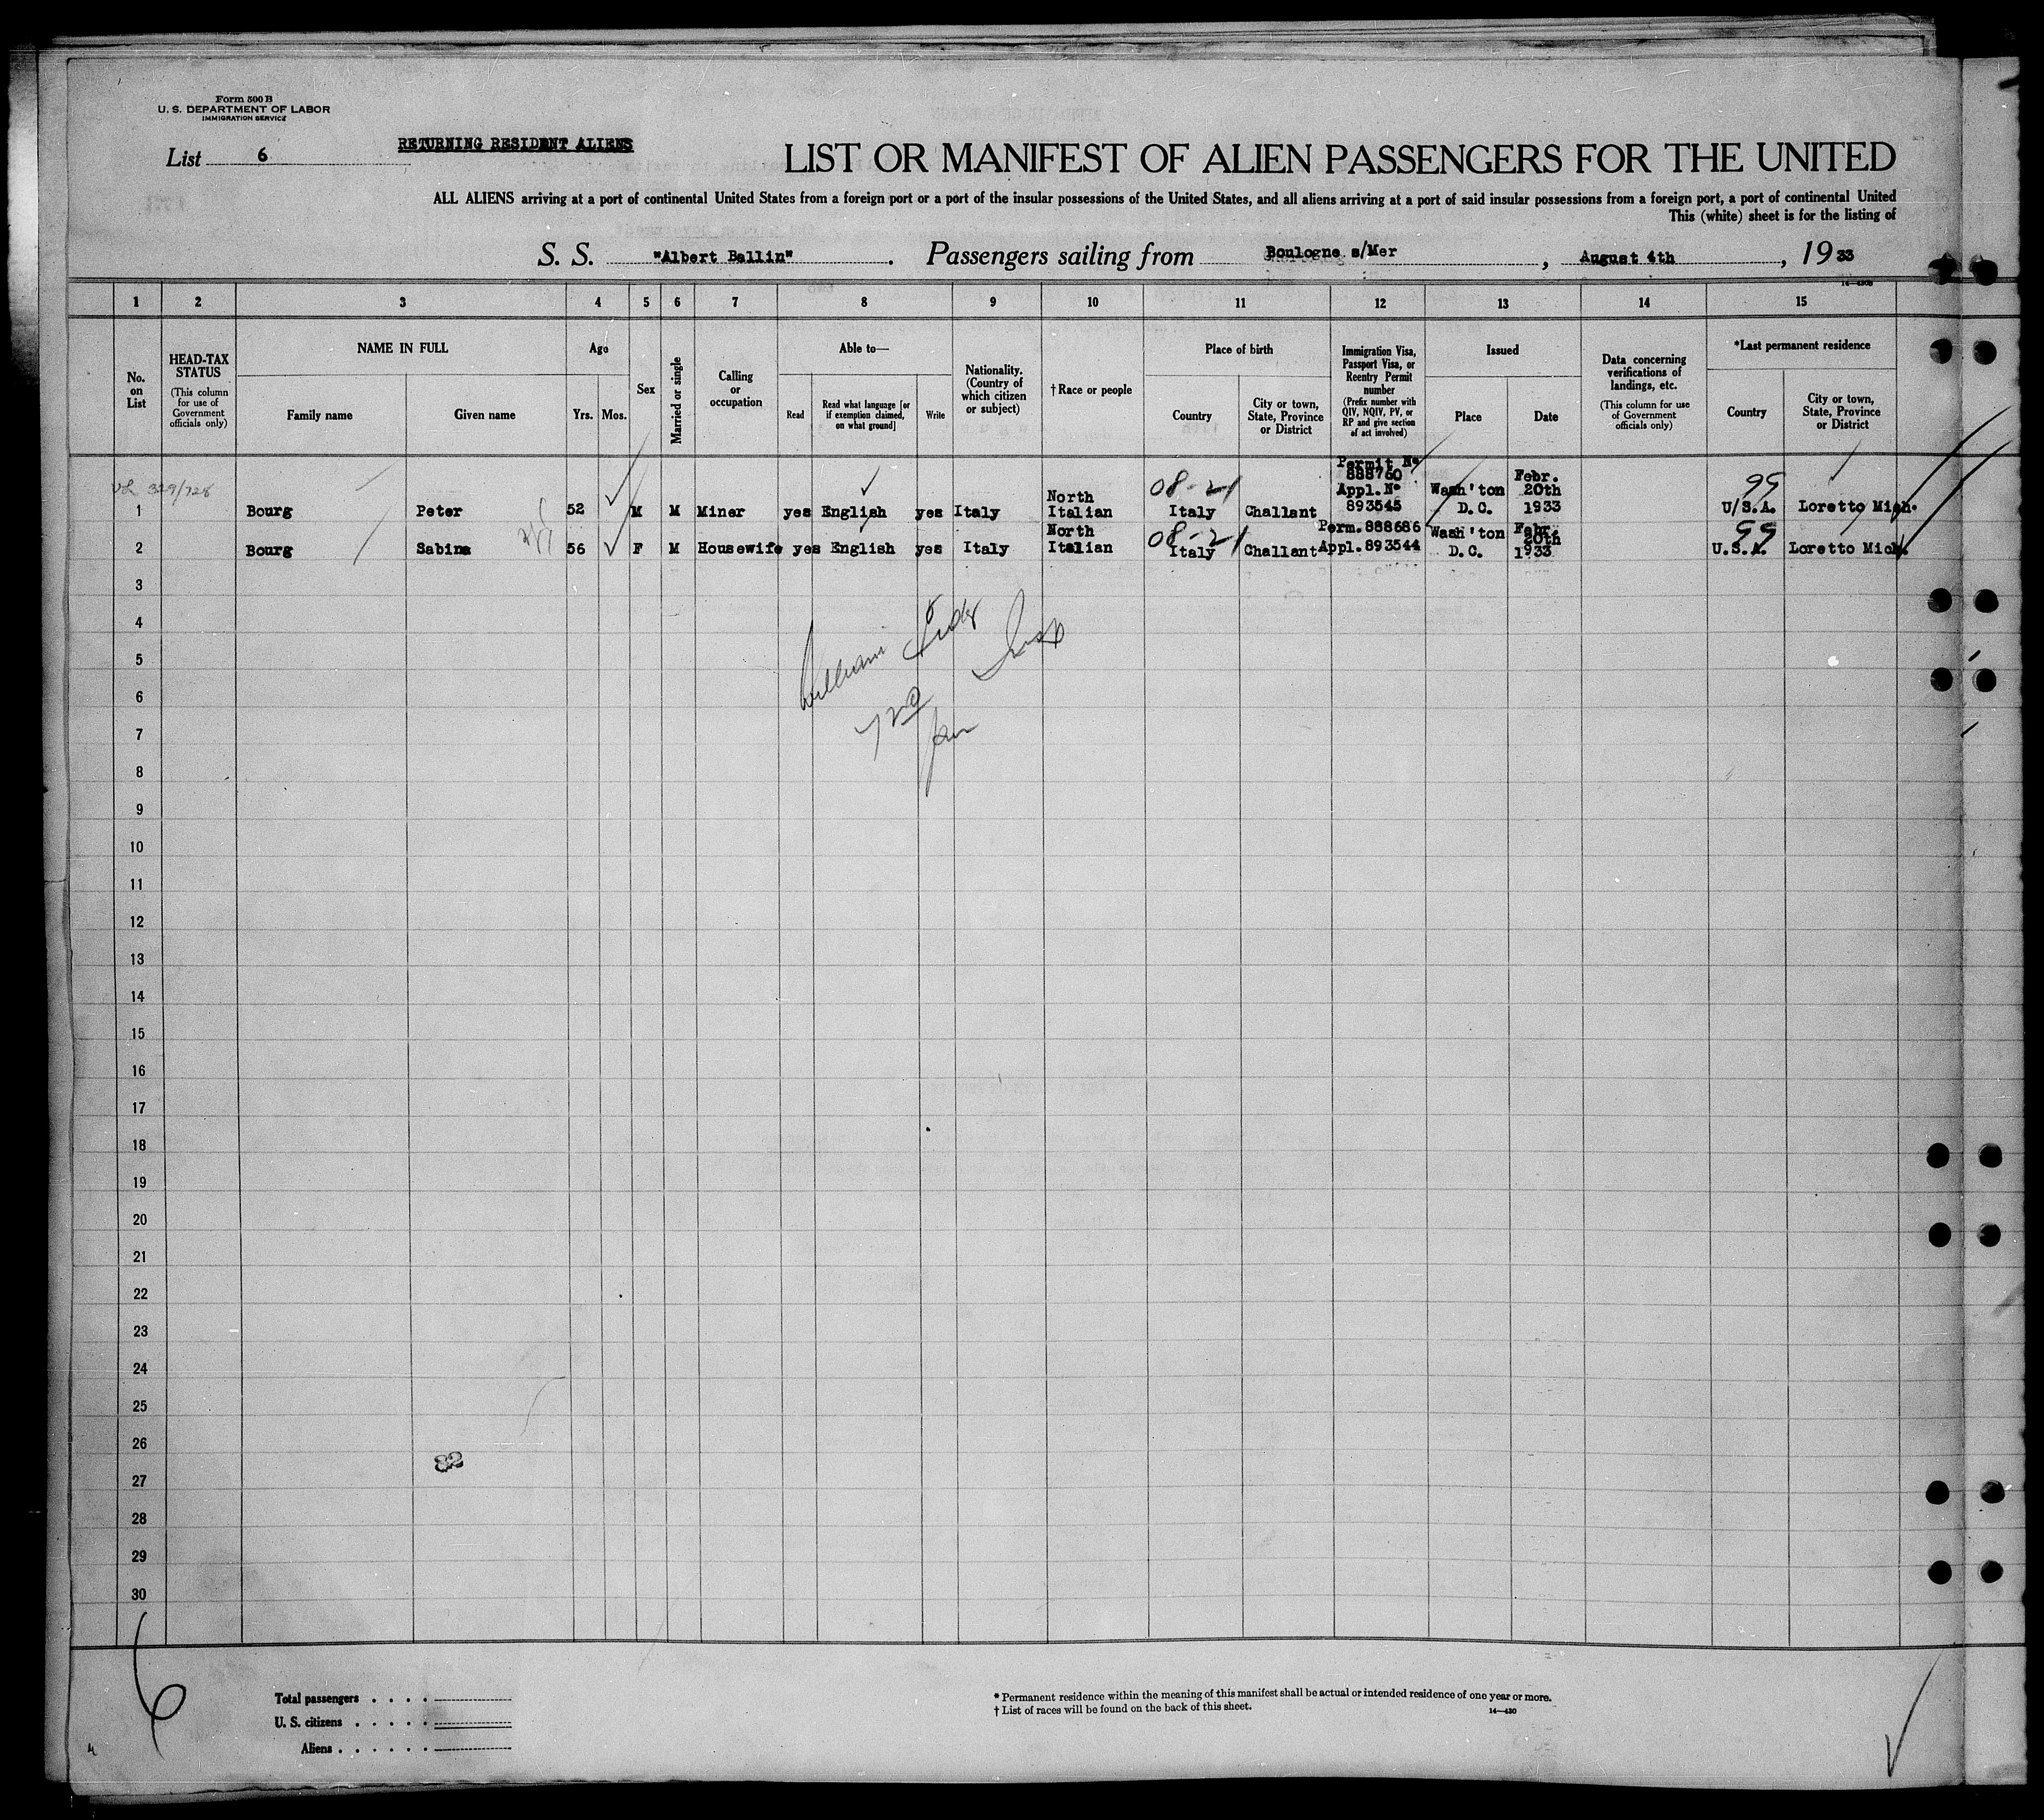 Form 500 B
U. S. DEPARTMENT OF LABOR
IMMIGRATION SERVICE
List 6
RETURNING RESIDENT ALIENS
LIST OR MANIFEST OF ALIEN PASSENGERS FOR THE UNITED
ALL ALIENS arriving at a port of continental United States from a foreign port or a port of the insular possessions of the United States, and all aliens arriving at a port of said insular possessions from a foreign port, a port of continental United
This (white) sheet is for the listing of
S. S. "Albert Ballin". Passengers sailing from Boulogne s/Mer, August 4th, 1933
14—430B
1 2 3 4 5 6 7 8 9 10 11 12 13 14 15
No. on List
HEAD-TAX STATUS
(This column for use of Government officials only)
NAME IN FULL
Family name
Given name
Age
Yrs.
Mos.
Sex
Married or single
Calling or occupation
Able to—
Read
Read what language [or if exemption claimed, on what ground]
Write
Nationality. (Country of which citizen or subject)
† Race or people
Place of birth
Country
City or town, State, Province or District
Immigration Visa, Passport Visa, or Reentry Permit number
(Prefix number with QIV, NQIV, PV, or RP and give section of act involved)
Issued
Place
Date
Data concerning verifications of landings, etc.
(This column for use of Government officials only)
*Last permanent residence
Country
City or town, State, Province or District
329/728
1 Bourg Peter 52 M M Miner yes English yes Italy North Italian 08-21 Italy Challant Permit Nº 888760 Appl. Nº 893545 Wash'ton D.C. Febr. 20th 1933 99 U/S.A. Loretto Mich.
2 Bourg Sabina 56 F M Housewife yes English yes Italy North Italian 08-21 Italy Challant Perm. 888686 Appl. 893544 Wash'ton D.C. Febr. 20th 1933 99 U.S.A. Loretto Mich.
3
4
5
6
7
8
9
10
11
12
13
14
15
16
17
18
19
20
21
22
23
24
25
26
82
27
28
29
30
6
Total passengers
U. S. citizens
Aliens
* Permanent residence within the meaning of this manifest shall be actual or intended residence of one year or more.
† List of races will be found on the back of this sheet.
14—430